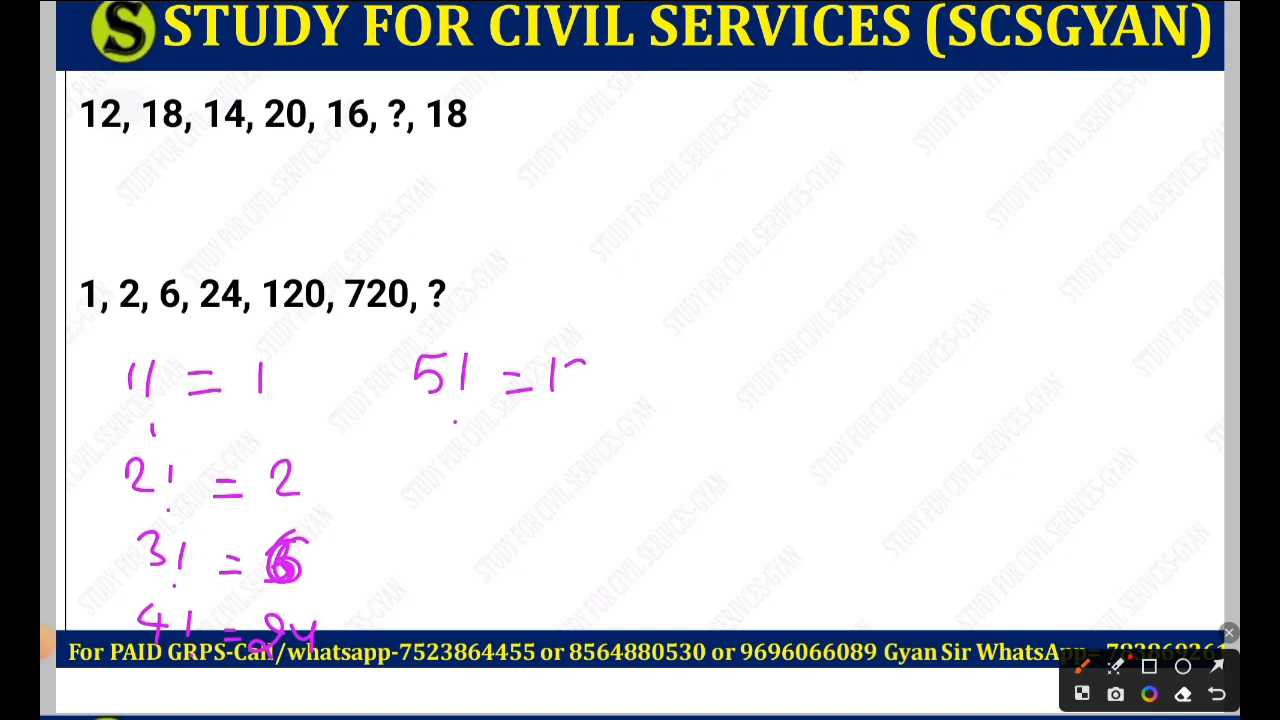 STUDY FOR CIVIL SERVICES (SCSGYAN)
12, 18, 14, 20, 16, ?, 18
1, 2, 6, 24, 120, 720, ?
1! = 1 5! = 12
2! = 2
3! = 6
4! = 24
For PAID GRPS-Call/whatsapp-7523864455 or 8564880530 or 9696066089 Gyan Sir WhatsApp=